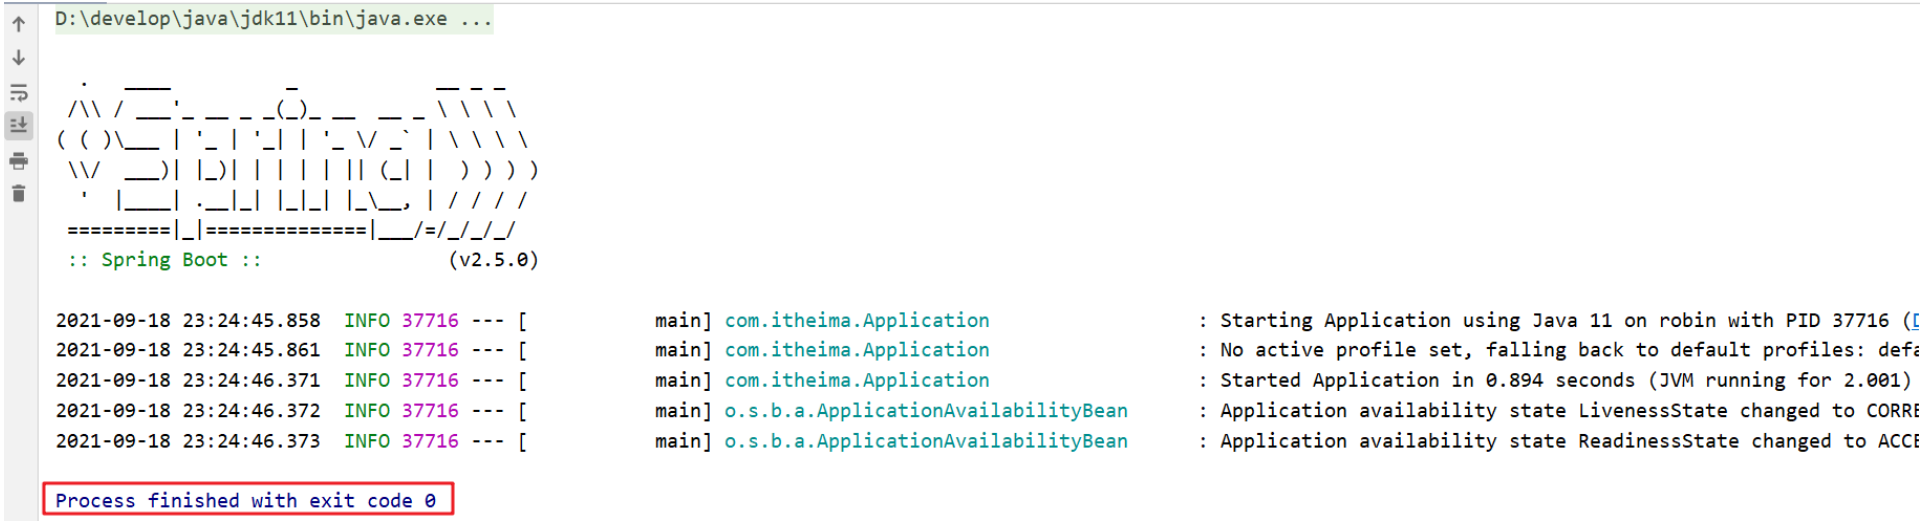 D:\develop\java\jdk11\bin\java.exe ...
  .   ____          _            __ _ _
 /\\ / ___'_ __ _ _(_)_ __  __ _ \ \ \ \
( ( )\___ | '_ | '_| | '_ \/ _` | \ \ \ \
 \\/  ___)| |_)| | | | | || (_| |  ) ) ) )
  '  |____| .__|_| |_|_| |_\__, | / / / /
 =========|_|==============|___/=/_/_/_/
 :: Spring Boot ::                (v2.5.0)
2021-09-18 23:24:45.858  INFO 37716 --- [           main] com.itheima.Application                  : Starting Application using Java 11 on robin with PID 37716 (
2021-09-18 23:24:45.861  INFO 37716 --- [           main] com.itheima.Application                  : No active profile set, falling back to default profiles: defa
2021-09-18 23:24:46.371  INFO 37716 --- [           main] com.itheima.Application                  : Started Application in 0.894 seconds (JVM running for 2.001)
2021-09-18 23:24:46.372  INFO 37716 --- [           main] o.s.b.a.ApplicationAvailabilityBean      : Application availability state LivenessState changed to CORRE
2021-09-18 23:24:46.373  INFO 37716 --- [           main] o.s.b.a.ApplicationAvailabilityBean      : Application availability state ReadinessState changed to ACCE
Process finished with exit code 0